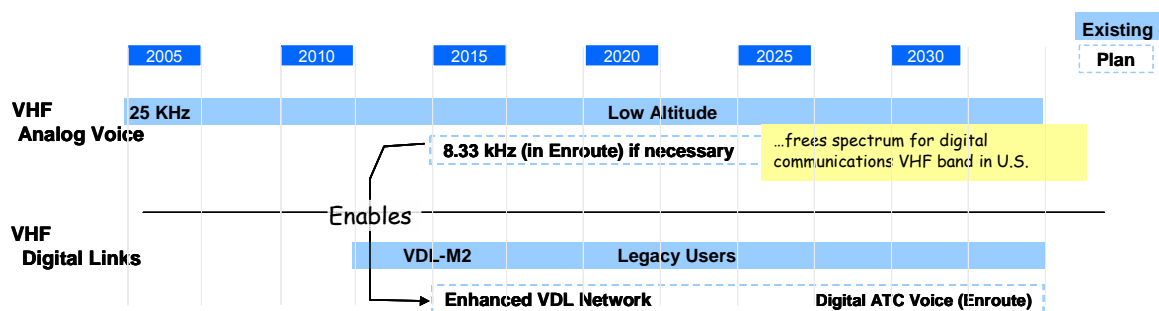 Existing
Plan
2005 2010 2015 2020 2025 2030
VHF
Analog Voice
25 KHz Low Altitude
8.33 kHz (in Enroute) if necessary
...frees spectrum for digital
communications VHF band in U.S.
Enables
VHF
Digital Links
VDL-M2 Legacy Users
Enhanced VDL Network Digital ATC Voice (Enroute)